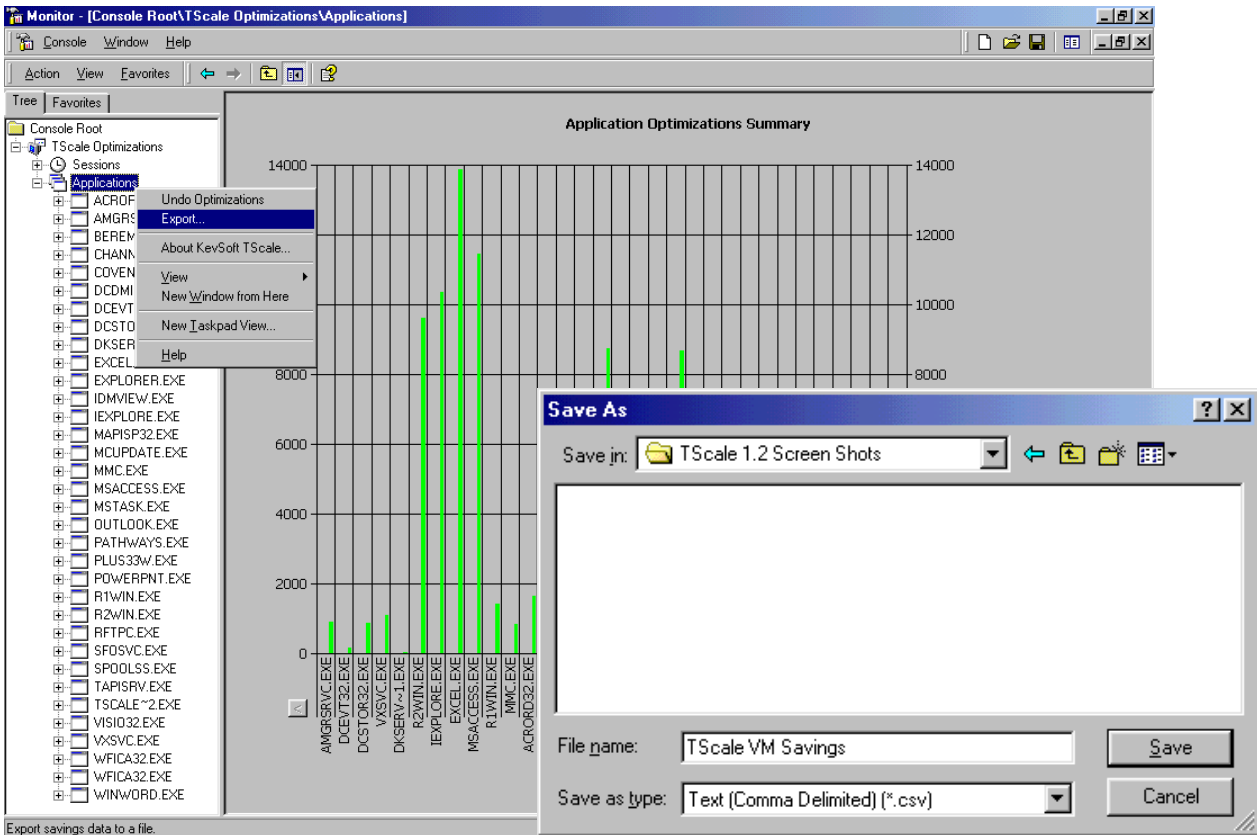 Monitor - [Console Root\TScale Optimizations\Applications]
Console Window Help
Action View Favorites
Tree Favorites
Console Root
TScale Optimizations
Sessions
Applications
ACROF
AMGRS
BEREM
CHANN
COVEN
DCDMI
DCEVT
DCSTO
DKSER
EXCEL.
EXPLORER.EXE
IDMVIEW.EXE
IEXPLORE.EXE
MAPISP32.EXE
MCUPDATE.EXE
MMC.EXE
MSACCESS.EXE
MSTASK.EXE
OUTLOOK.EXE
PATHWAYS.EXE
PLUS33W.EXE
POWERPNT.EXE
R1WIN.EXE
R2WIN.EXE
RFTPC.EXE
SFOSVC.EXE
SPOOLSS.EXE
TAPISRV.EXE
TSCALE~2.EXE
VISIO32.EXE
VXSVC.EXE
WFICA32.EXE
WFICA32.EXE
WINWORD.EXE
Undo Optimizations
Export...
About KevSoft TScale...
View
New Window from Here
New Taskpad View...
Help
Application Optimizations Summary
14000
8000
6000
4000
2000
0
14000
12000
10000
8000
<
AMGRSRVC.EXE
DCEVT32.EXE
DCSTOR32.EXE
VXSVC.EXE
DKSERV~1.EXE
R2WIN.EXE
IEXPLORE.EXE
EXCEL.EXE
MSACCESS.EXE
R1WIN.EXE
MMC.EXE
ACRORD32.EXE
Save As
Save in: TScale 1.2 Screen Shots
File name: TScale VM Savings
Save
Save as type: Text (Comma Delimited) (*.csv)
Cancel
Export savings data to a file.